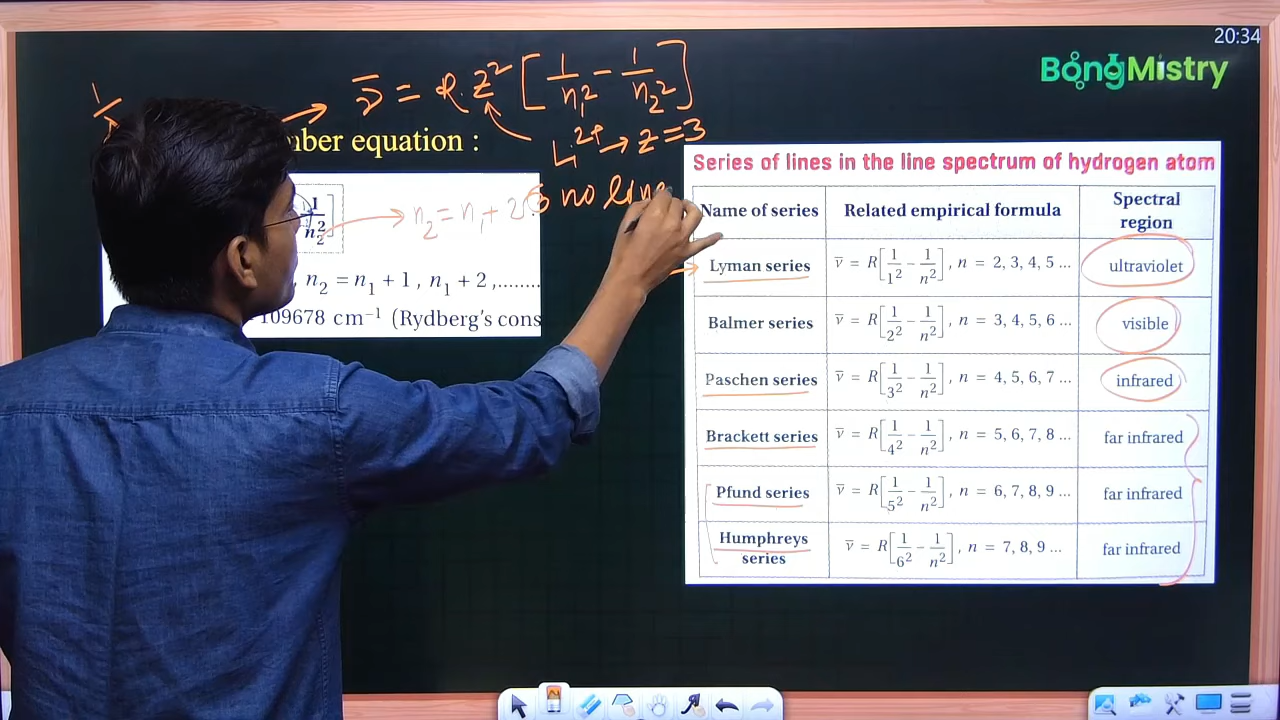 20:34
BongMistry
ν̅ = R.Z² [1/n₁² − 1/n₂²]
mber equation :
Li²⁺ → Z = 3
1/n₂²]
n₂ = n₁ + 2
no line
, n₂ = n₁ + 1 , n₁ + 2 ,........
109678 cm⁻¹ (Rydberg's cons
Series of lines in the line spectrum of hydrogen atom
Name of series Related empirical formula Spectral region
Lyman series ν̅ = R[1/1² − 1/n²], n = 2, 3, 4, 5 ... ultraviolet
Balmer series ν̅ = R[1/2² − 1/n²], n = 3, 4, 5, 6 ... visible
Paschen series ν̅ = R[1/3² − 1/n²], n = 4, 5, 6, 7 ... infrared
Brackett series ν̅ = R[1/4² − 1/n²], n = 5, 6, 7, 8 ... far infrared
Pfund series ν̅ = R[1/5² − 1/n²], n = 6, 7, 8, 9 ... far infrared
Humphreys series ν̅ = R[1/6² − 1/n²], n = 7, 8, 9 ... far infrared